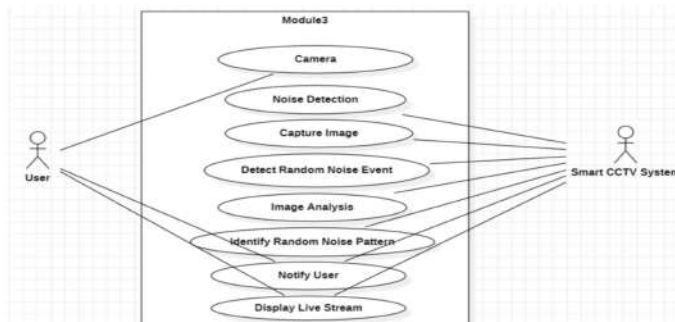 Module3
Camera
Noise Detection
Capture Image
Detect Random Noise Event
User
Smart CCTV System
Image Analysis
Identify Random Noise Pattern
Notify User
Display Live Stream